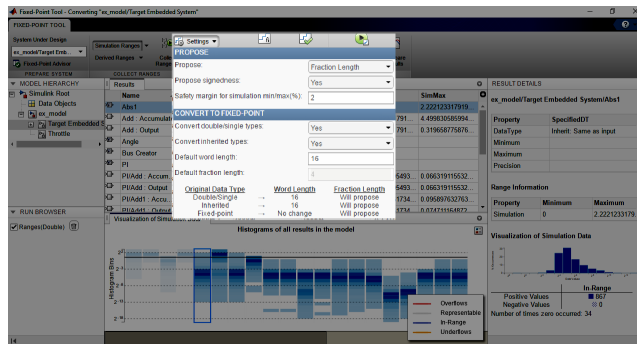 Fixed-Point Tool - Converting "ex_model/Target Embedded System"
FIXED-POINT TOOL
System Under Design
ex_model/Target Emb...
Fixed-Point Advisor
PREPARE SYSTEM
Simulation Ranges
Derived Ranges
COLLECT RANGES
Settings
PROPOSE
Propose: Fraction Length
Propose signedness: Yes
Safety margin for simulation min/max(%): 2
CONVERT TO FIXED-POINT
Convert double/single types: Yes
Convert inherited types: Yes
Default word length: 16
Default fraction length: 4
Original Data Type Word Length Fraction Length
Double/Single → 16 Will propose
Inherited → 16 Will propose
Fixed-point → No change Will propose
MODEL HIERARCHY
Simulink Root
Data Objects
ex_model
Target Embedded S
Throttle
RUN BROWSER
Ranges(Double)
Results
Name
SimMax
Abs1
2.2221233317919...
Add : Accumulat
0.499830505994...
Add : Output
0.319658775876...
Angle
Bus Creator
PI
PI/Add : Accum.
0.066319115532...
PI/Add : Output
0.066319115532...
PI/Add1 : Accu.
0.095897632763...
Histograms of all results in the model
Histogram Bins
Overflows
Representable
In-Range
Underflows
RESULT DETAILS
ex_model/Target Embedded System/Abs1
Property SpecifiedDT
DataType Inherit: Same as input
Minimum
Maximum
Precision
Range Information
Property Minimum Maximum
Simulation 0 2.2221233179...
Visualization of Simulation Data
In-Range
Positive Values 867
Negative Values 0
Number of times zero occurred: 34